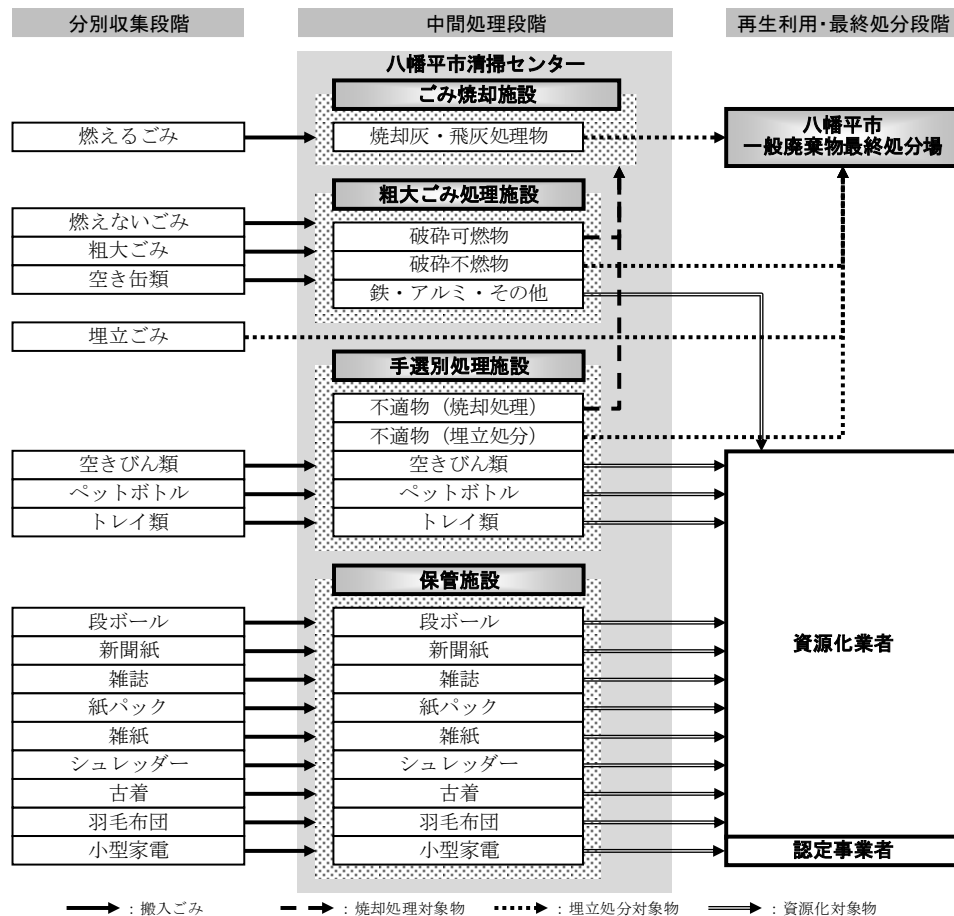 分別収集段階
中間処理段階
再生利用・最終処分段階
八幡平市清掃センター
ごみ焼却施設
燃えるごみ
焼却灰・飛灰処理物
八幡平市
一般廃棄物最終処分場
粗大ごみ処理施設
燃えないごみ
粗大ごみ
空き缶類
破砕可燃物
破砕不燃物
鉄・アルミ・その他
埋立ごみ
手選別処理施設
不適物（焼却処理）
不適物（埋立処分）
空きびん類
空きびん類
ペットボトル
ペットボトル
トレイ類
トレイ類
保管施設
段ボール
段ボール
新聞紙
新聞紙
資源化業者
雑誌
雑誌
紙パック
紙パック
雑紙
雑紙
シュレッダー
シュレッダー
古着
古着
羽毛布団
羽毛布団
小型家電
小型家電
認定事業者
：搬入ごみ
：焼却処理対象物
：埋立処分対象物
：資源化対象物